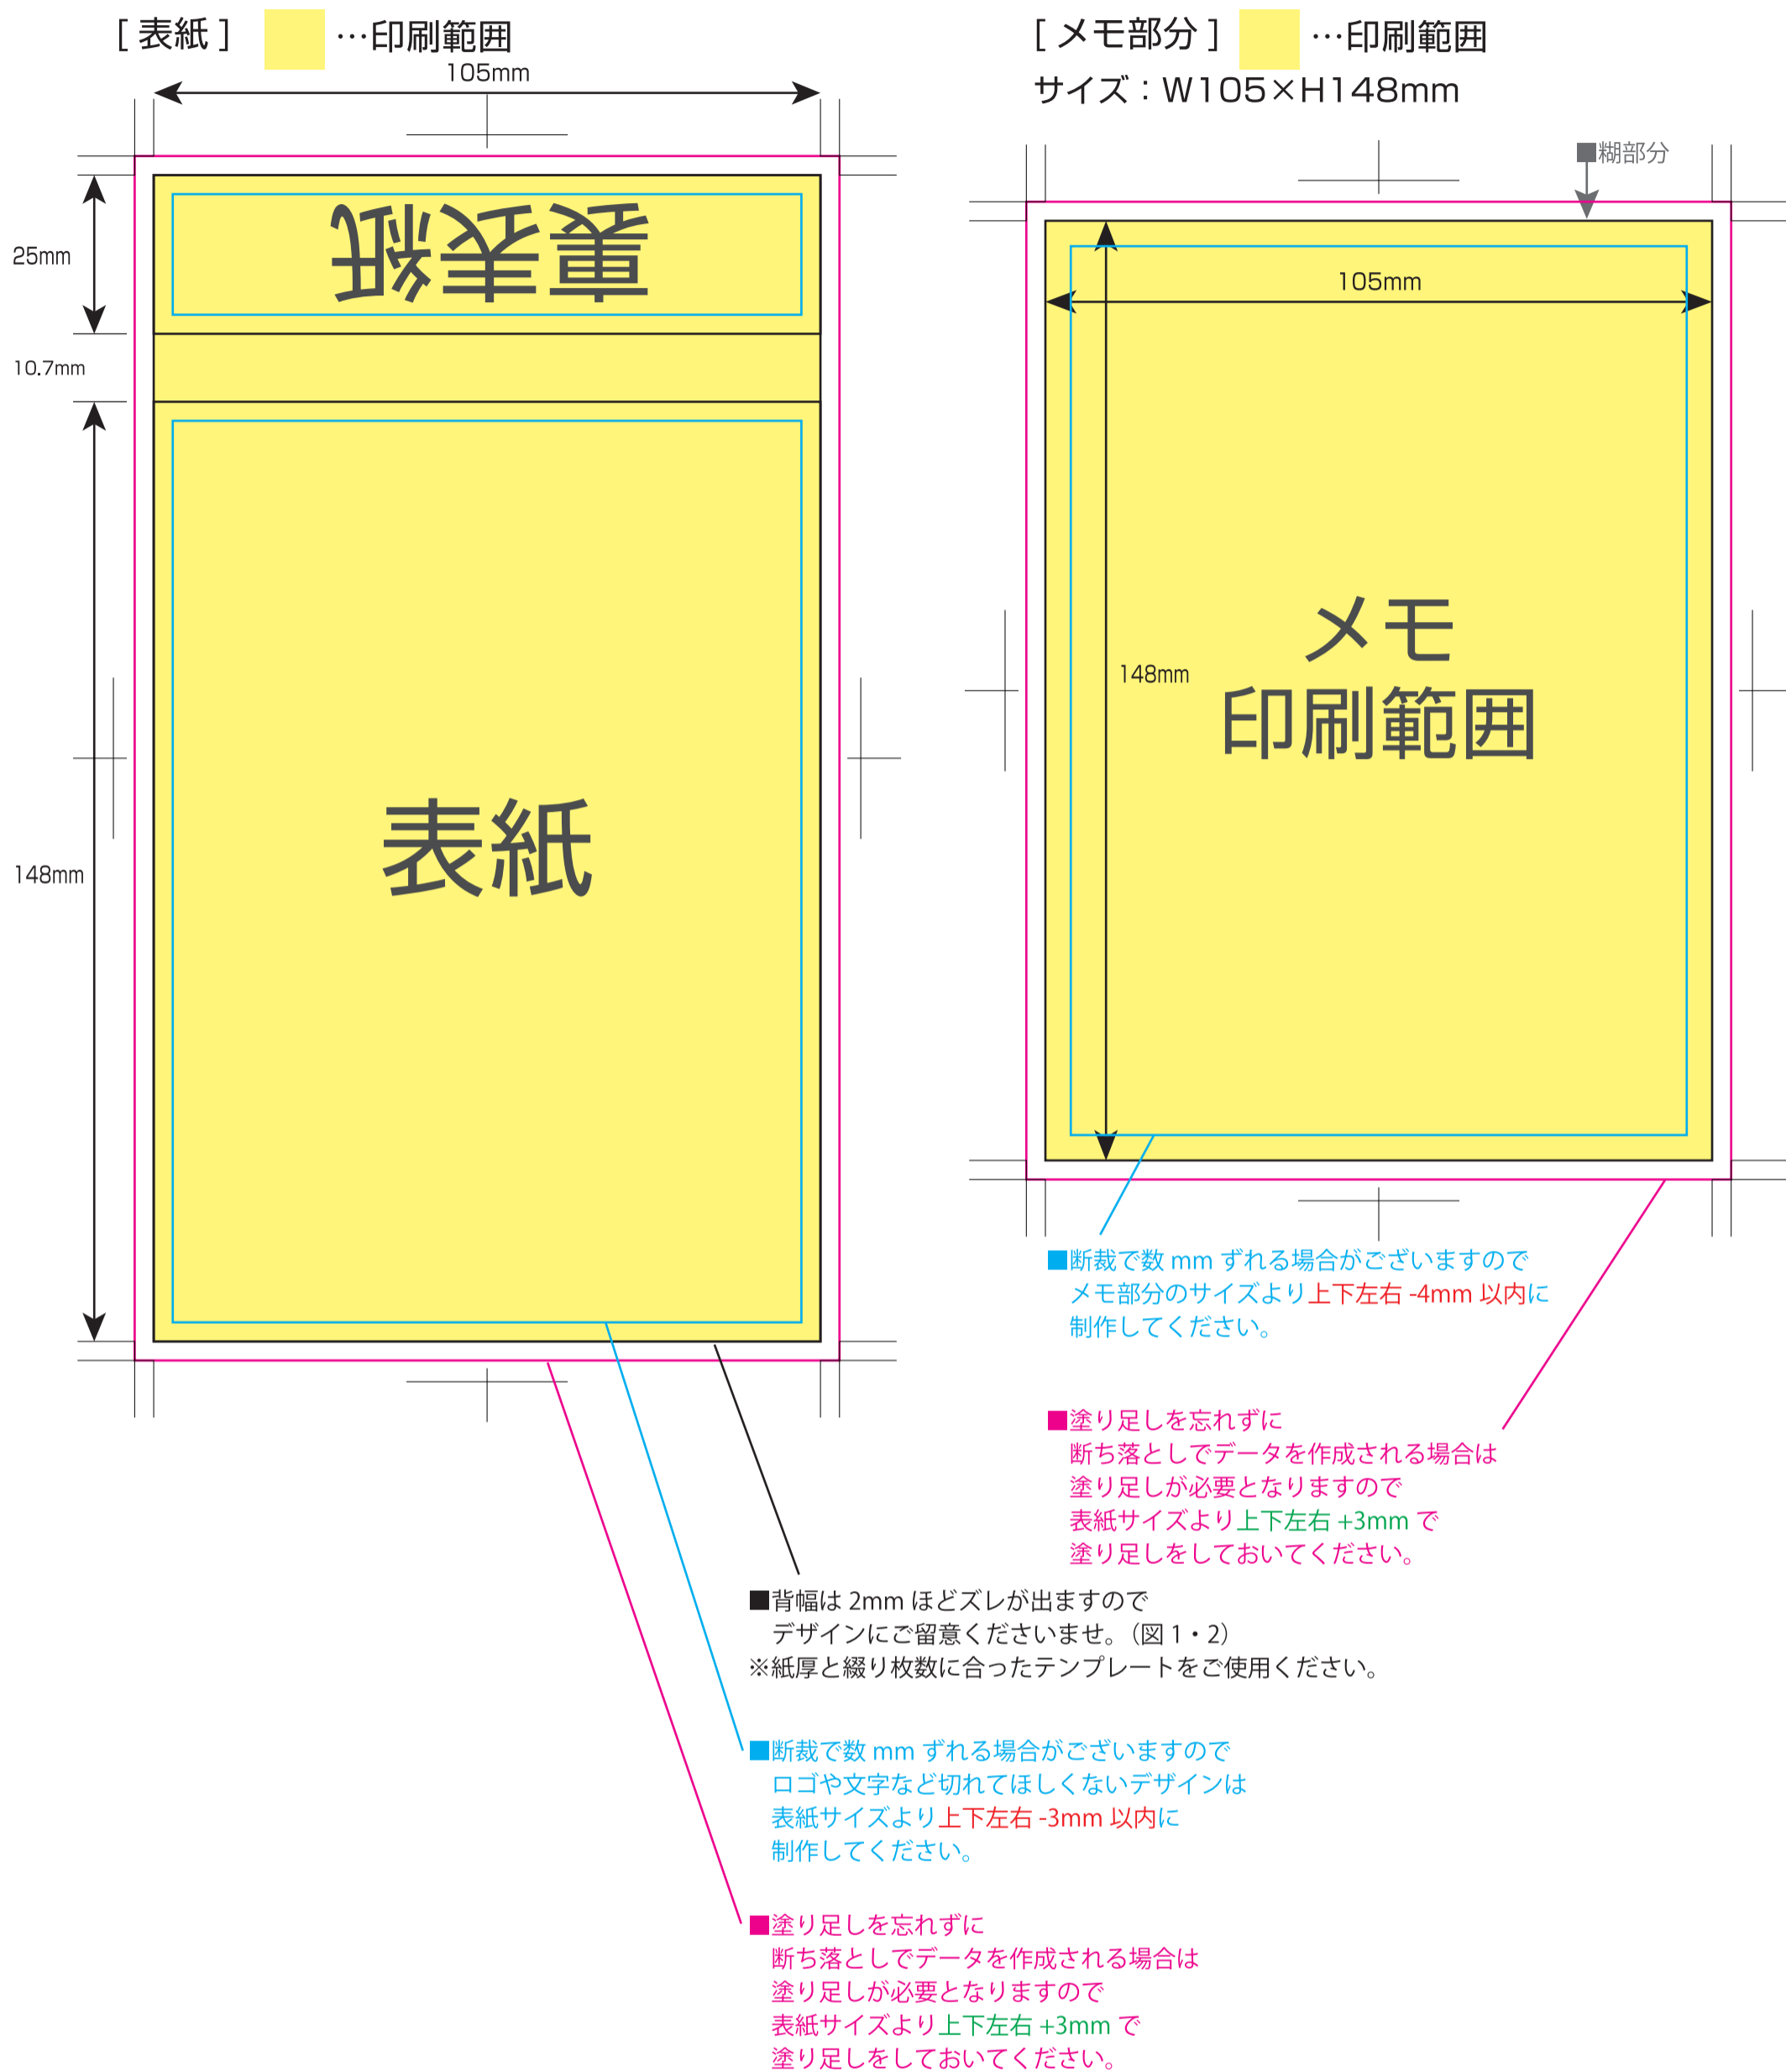 [ 表紙 ] …印刷範囲
105mm
25mm
裏表紙
10.7mm
148mm
表紙
[ メモ部分 ] …印刷範囲
サイズ：W105×H148mm
■糊部分
105mm
148mm
メモ
印刷範囲
■断裁で数 mm ずれる場合がございますので
メモ部分のサイズより上下左右 -4mm 以内に
制作してください。
■塗り足しを忘れずに
断ち落としでデータを作成される場合は
塗り足しが必要となりますので
表紙サイズより上下左右 +3mm で
塗り足しをしておいてください。
■背幅は 2mm ほどズレが出ますので
デザインにご留意くださいませ。（図 1・2）
※紙厚と綴り枚数に合ったテンプレートをご使用ください。
■断裁で数 mm ずれる場合がございますので
ロゴや文字など切れてほしくないデザインは
表紙サイズより上下左右 -3mm 以内に
制作してください。
■塗り足しを忘れずに
断ち落としでデータを作成される場合は
塗り足しが必要となりますので
表紙サイズより上下左右 +3mm で
塗り足しをしておいてください。